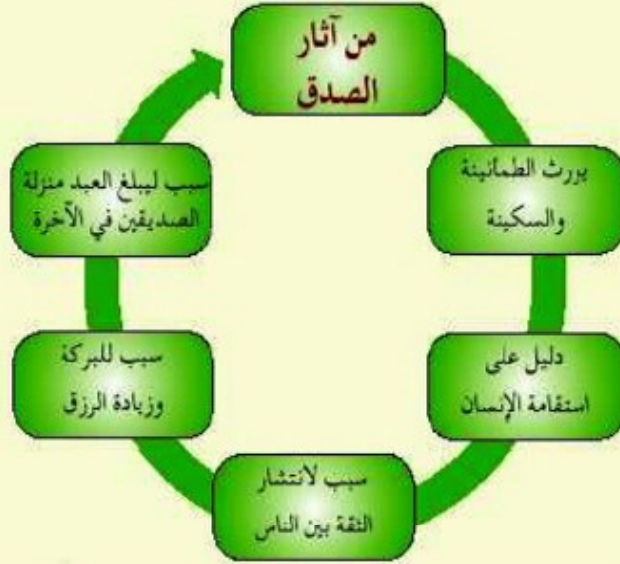 من آثار
الصدق
يورث الطمانينة
والسكينة
دليل على
استقامة الإنسان
سبب لانتشار
الثقة بين الناس
سبب للبركة
وزيادة الرزق
سبب ليبلغ العبد منزلة
الصديقين في الآخرة